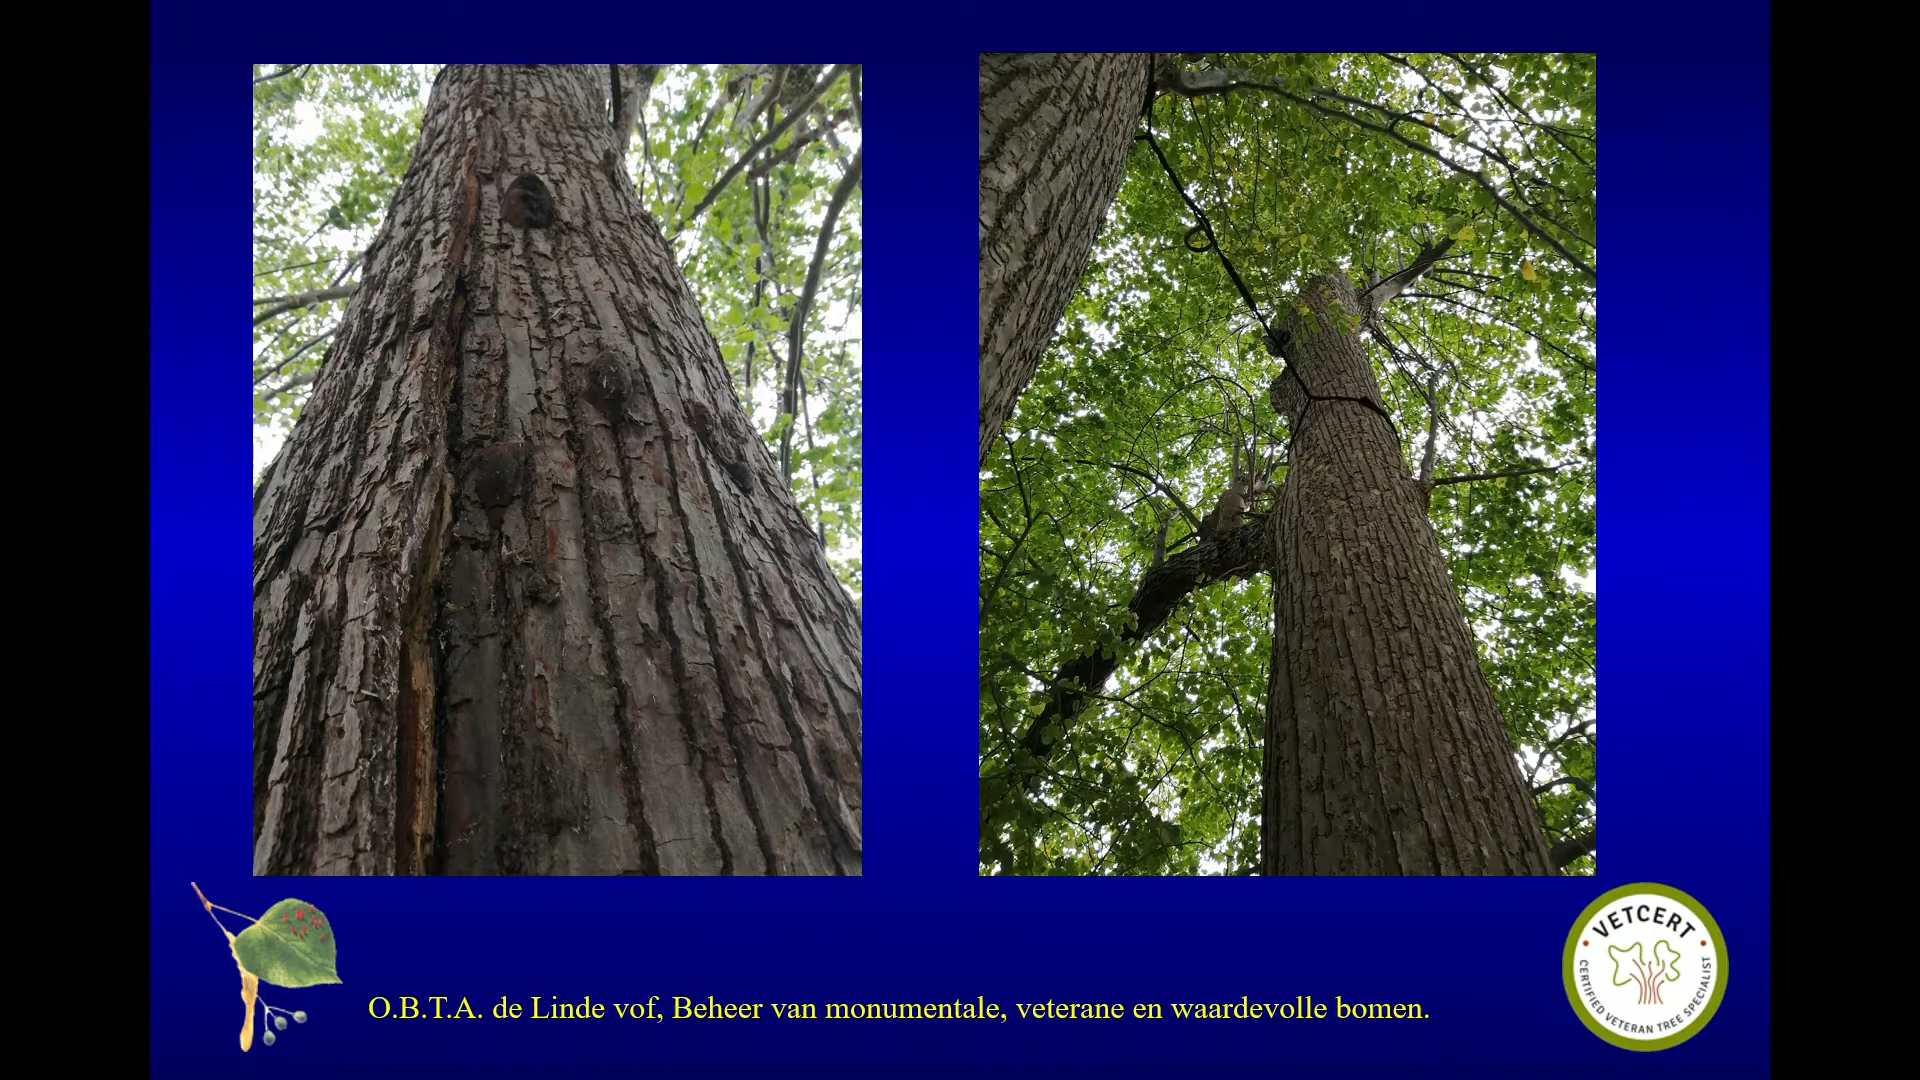 O.B.T.A. de Linde vof, Beheer van monumentale, veterane en waardevolle bomen.
VETCERT
CERTIFIED VETERAN TREE SPECIALIST